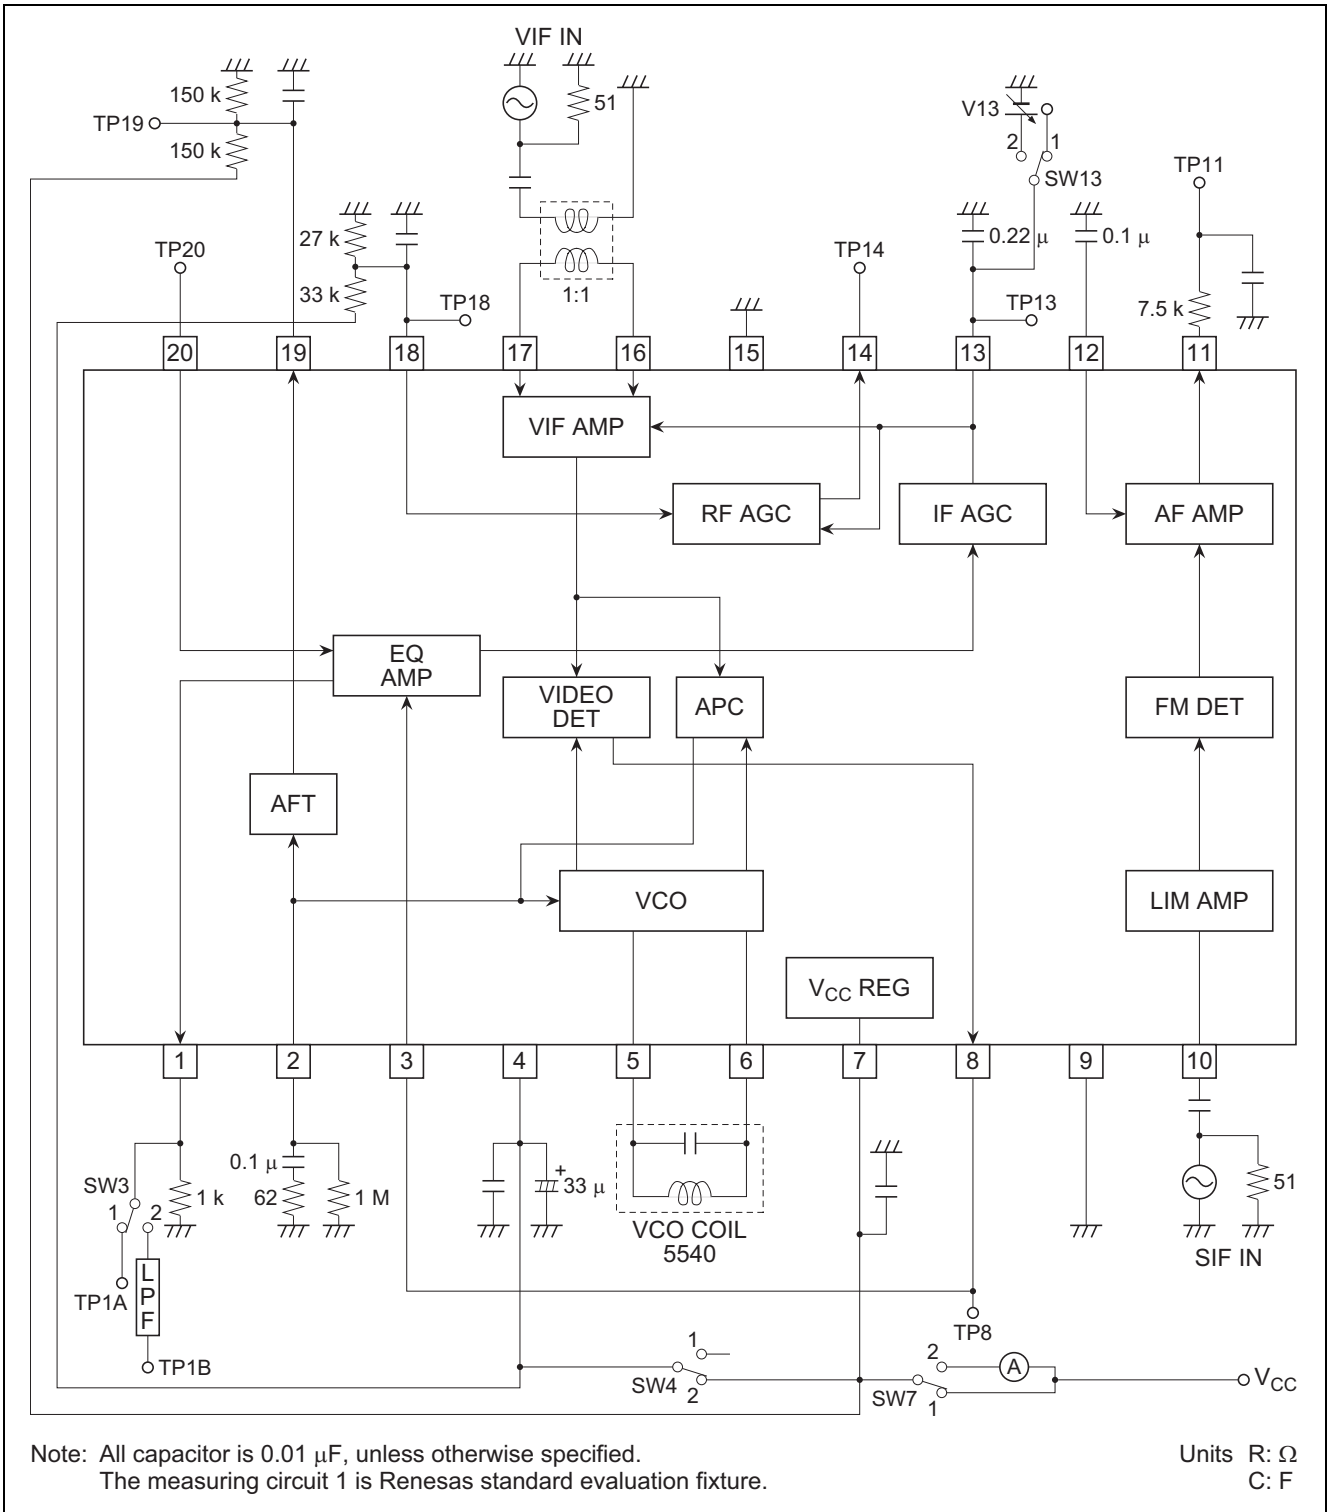 VIF IN
150 k
51
TP19
150 k
V13
2
1
SW13
TP11
27 k
0.22 μ
0.1 μ
TP20
TP14
33 k
1:1
TP18
TP13
7.5 k
20
19
18
17
16
15
14
13
12
11
VIF AMP
RF AGC
IF AGC
AF AMP
EQ
AMP
VIDEO
DET
APC
FM DET
AFT
VCO
LIM AMP
VCC REG
1
2
3
4
5
6
7
8
9
10
0.1 μ
SW3
1 k
62
1 M
+
33 μ
51
1
2
VCO COIL
5540
SIF IN
L
P
F
TP1A
TP8
TP1B
1
SW4
2
2
A
SW7
1
VCC
Note: All capacitor is 0.01 μF, unless otherwise specified.
The measuring circuit 1 is Renesas standard evaluation fixture.
Units R: Ω
C: F